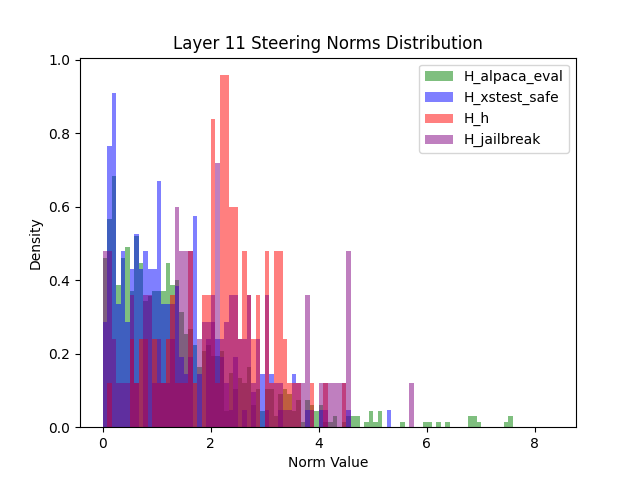 Layer 11 Steering Norms Distribution
H_alpaca_eval
H_xstest_safe
H_h
H_jailbreak
Density
1.0
0.8
0.6
0.4
0.2
0.0
0 2 4 6 8
Norm Value